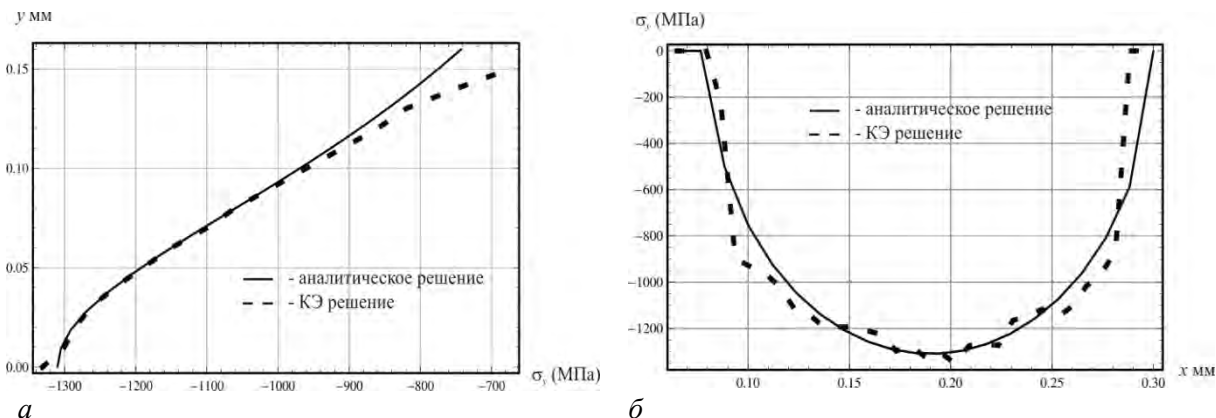 y мм
0.15
0.10
0.05
0.00
- аналитическое решение
- КЭ решение
−1300 −1200 −1100 −1000 −900 −800 −700
σy (МПа)
а
σy (МПа)
0
−200
−400
−600
−800
−1000
−1200
- аналитическое решение
- КЭ решение
0.10 0.15 0.20 0.25 0.30
x мм
б